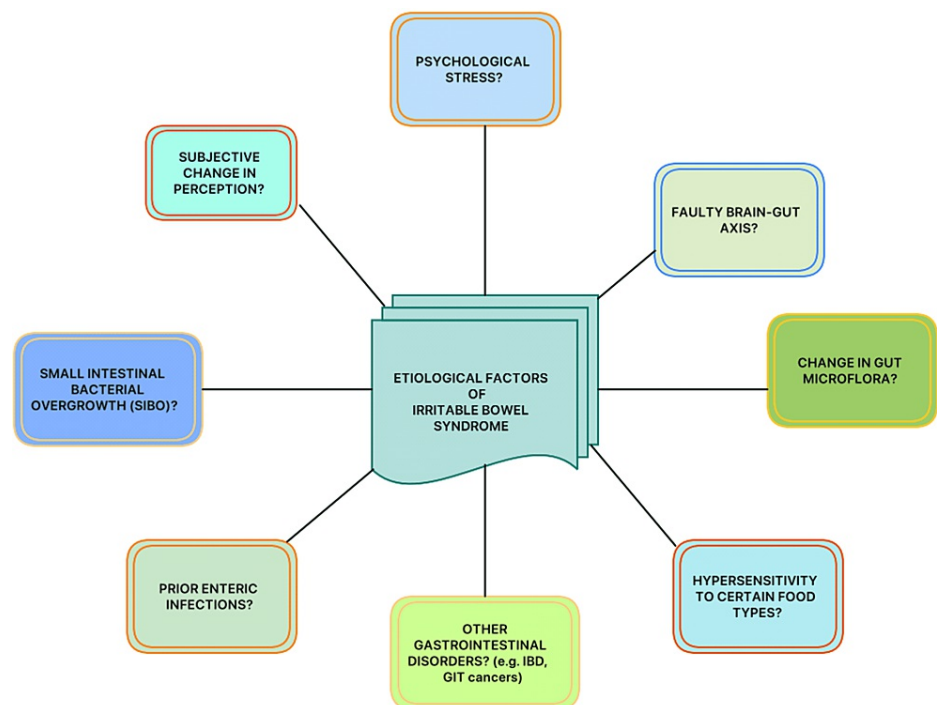 PSYCHOLOGICAL
STRESS?
SUBJECTIVE
CHANGE IN
PERCEPTION?
FAULTY BRAIN-GUT
AXIS?
SMALL INTESTINAL
BACTERIAL
OVERGROWTH (SIBO)?
ETIOLOGICAL FACTORS
OF
IRRITABLE BOWEL
SYNDROME
CHANGE IN GUT
MICROFLORA?
PRIOR ENTERIC
INFECTIONS?
OTHER
GASTROINTESTINAL
DISORDERS? (e.g. IBD,
GIT cancers)
HYPERSENSITIVITY
TO CERTAIN FOOD
TYPES?